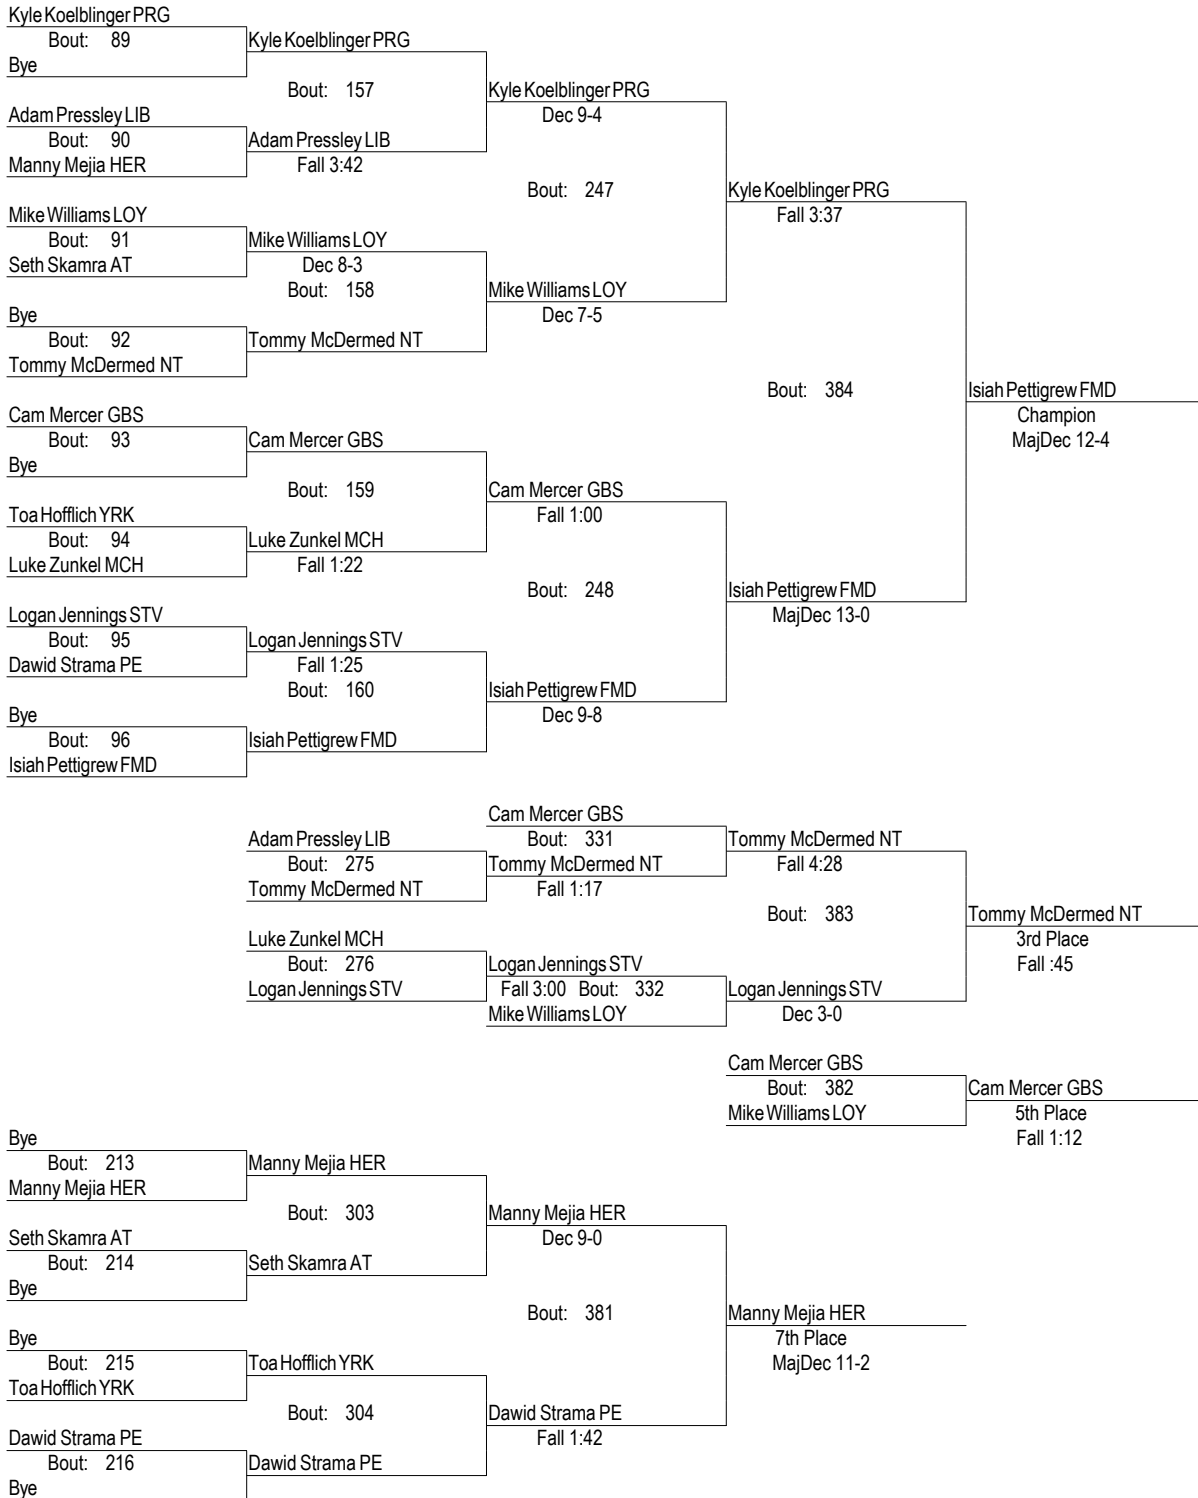 Kyle Koelblinger PRG
Bout: 89
Kyle Koelblinger PRG
Bye
Bout: 157
Kyle Koelblinger PRG
Adam Pressley LIB
Dec 9-4
Bout: 90
Adam Pressley LIB
Manny Mejia HER
Fall 3:42
Bout: 247
Kyle Koelblinger PRG
Mike Williams LOY
Fall 3:37
Bout: 91
Mike Williams LOY
Seth Skamra AT
Dec 8-3
Bout: 158
Mike Williams LOY
Bye
Dec 7-5
Bout: 92
Tommy McDermed NT
Tommy McDermed NT
Bout: 384
Isiah Pettigrew FMD
Cam Mercer GBS
Champion
Bout: 93
Cam Mercer GBS
MajDec 12-4
Bye
Bout: 159
Cam Mercer GBS
Toa Hofflich YRK
Fall 1:00
Bout: 94
Luke Zunkel MCH
Luke Zunkel MCH
Fall 1:22
Bout: 248
Isiah Pettigrew FMD
Logan Jennings STV
MajDec 13-0
Bout: 95
Logan Jennings STV
Dawid Strama PE
Fall 1:25
Bout: 160
Isiah Pettigrew FMD
Bye
Dec 9-8
Bout: 96
Isiah Pettigrew FMD
Isiah Pettigrew FMD
Cam Mercer GBS
Adam Pressley LIB
Bout: 331
Tommy McDermed NT
Bout: 275
Tommy McDermed NT
Fall 4:28
Tommy McDermed NT
Fall 1:17
Bout: 383
Tommy McDermed NT
Luke Zunkel MCH
3rd Place
Bout: 276
Logan Jennings STV
Fall :45
Logan Jennings STV
Fall 3:00 Bout: 332
Logan Jennings STV
Mike Williams LOY
Dec 3-0
Cam Mercer GBS
Bout: 382
Cam Mercer GBS
Mike Williams LOY
5th Place
Fall 1:12
Bye
Bout: 213
Manny Mejia HER
Manny Mejia HER
Bout: 303
Manny Mejia HER
Seth Skamra AT
Dec 9-0
Bout: 214
Seth Skamra AT
Bye
Bout: 381
Manny Mejia HER
Bye
7th Place
Bout: 215
Toa Hofflich YRK
MajDec 11-2
Toa Hofflich YRK
Bout: 304
Dawid Strama PE
Dawid Strama PE
Fall 1:42
Bout: 216
Dawid Strama PE
Bye